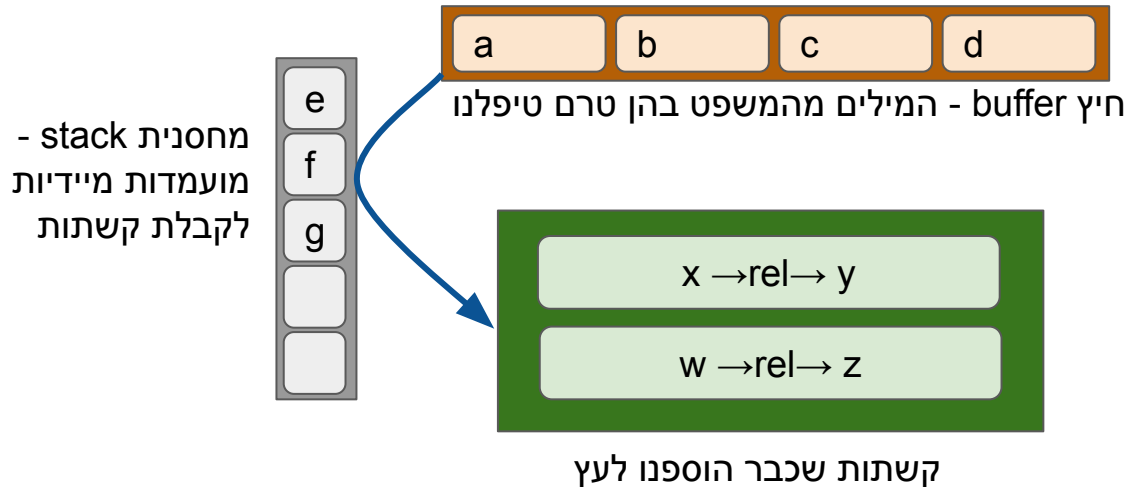 a
b
c
d
חיץ buffer - המילים מהמשפט בהן טרם טיפלנו
e
f
g
מחסנית stack -
מועמדות מיידיות
לקבלת קשתות
x →rel→ y
w →rel→ z
קשתות שכבר הוספנו לעץ